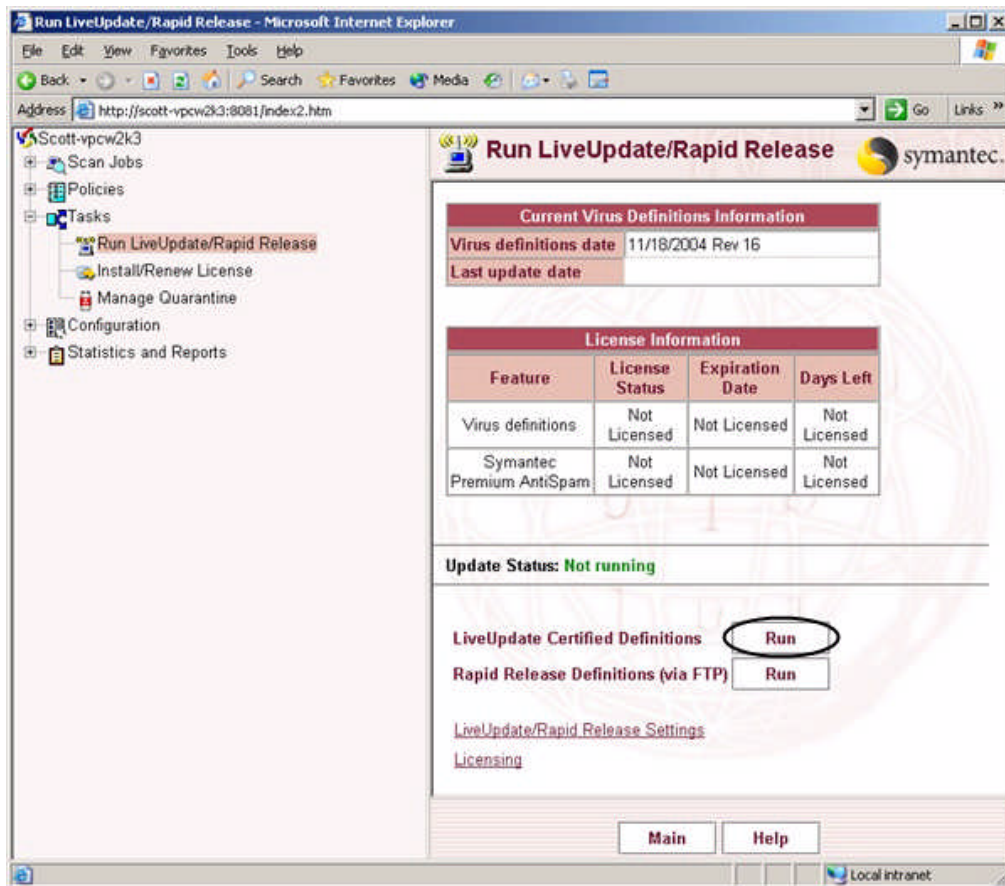 Run LiveUpdate/Rapid Release - Microsoft Internet Explorer
File Edit View Favorites Tools Help
Back Search Favorites Media
Address http://scott-vpcw2k3:8081/index2.htm Go Links »
Scott-vpcw2k3
Scan Jobs
Policies
Tasks
Run LiveUpdate/Rapid Release
Install/Renew License
Manage Quarantine
Configuration
Statistics and Reports
Run LiveUpdate/Rapid Release
symantec.
Current Virus Definitions Information
Virus definitions date 11/18/2004 Rev 16
Last update date
License Information
Feature License Status Expiration Date Days Left
Virus definitions Not Licensed Not Licensed Not Licensed
Symantec Premium AntiSpam Not Licensed Not Licensed Not Licensed
Update Status: Not running
LiveUpdate Certified Definitions Run
Rapid Release Definitions (via FTP) Run
LiveUpdate/Rapid Release Settings
Licensing
Main Help
Local intranet